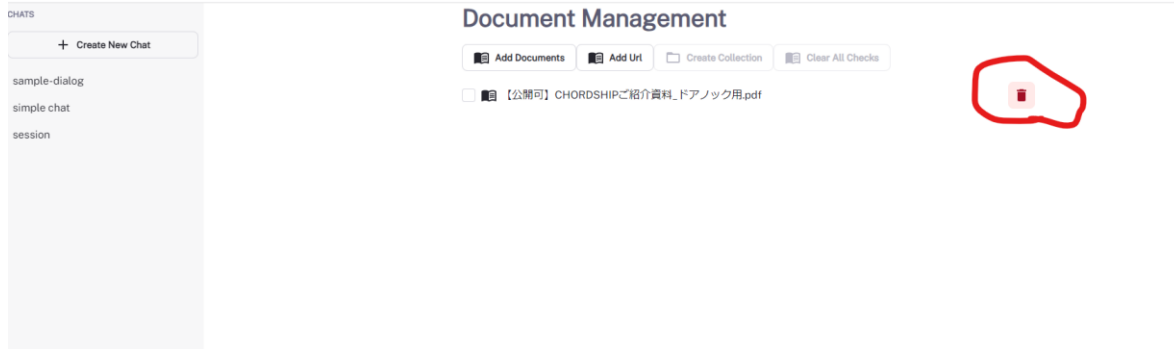 CHATS
+ Create New Chat
sample-dialog
simple chat
session
Document Management
Add Documents Add Url Create Collection Clear All Checks
【公開可】CHORDSHIPご紹介資料_ドアノック用.pdf